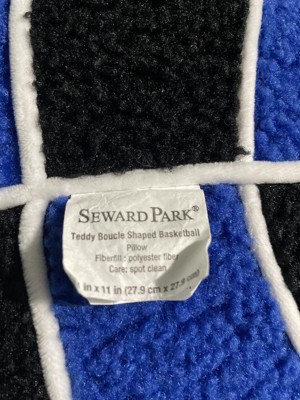 SEWARD PARK®
Teddy Boucle Shaped Basketball
Pillow
Fiberfill : polyester fiber
Care: spot clean
in x 11 in (27.9 cm x 27.9